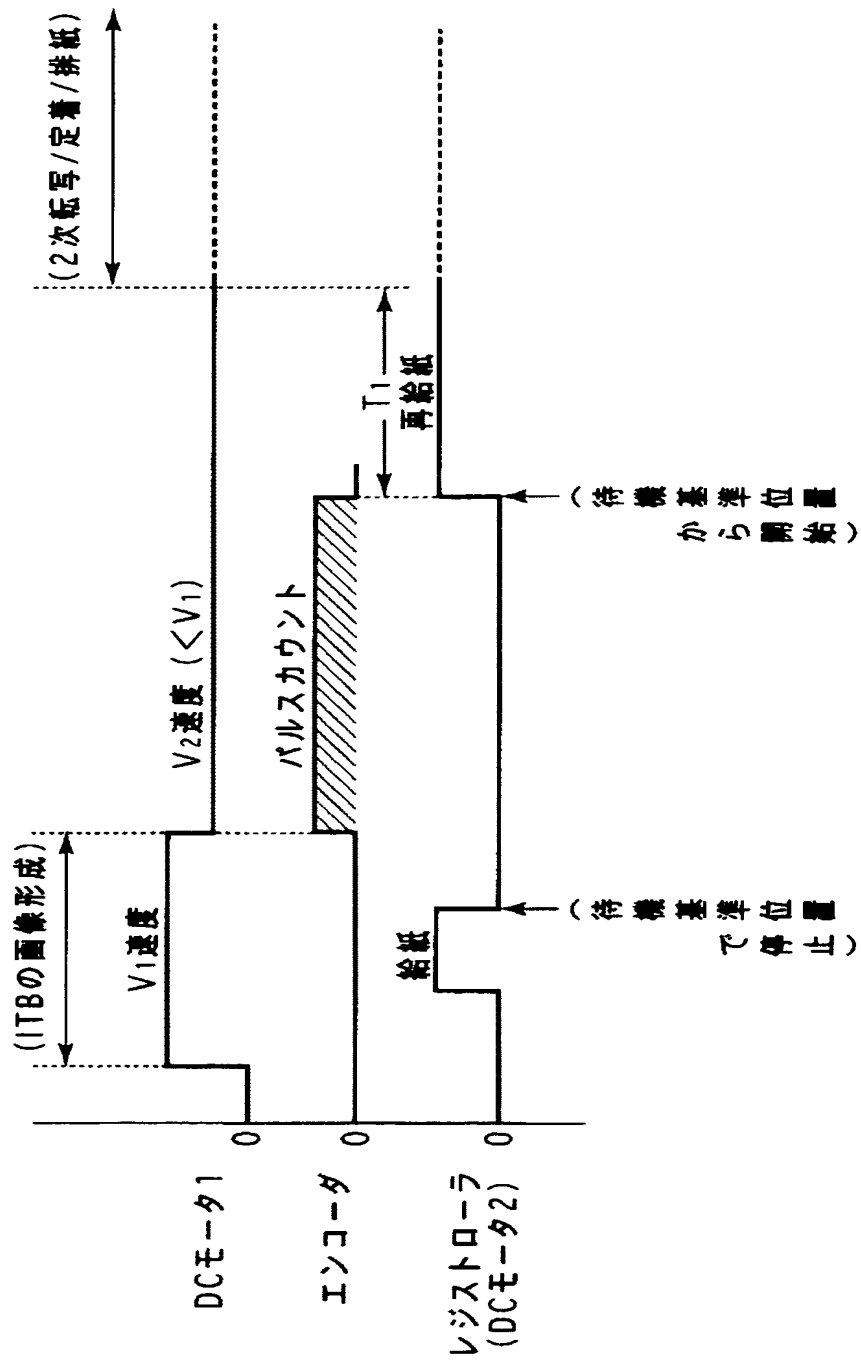 (ITBの画像形成)
(2次転写/定着/排紙)
V1速度
V2速度 (<V1)
DCモータ1
0
パルスカウント
エンコーダ
0
T1
再給紙
給紙
レジストローラ
(DCモータ2)
0
(待機基準位置
で停止)
(待機基準位置
から開始)